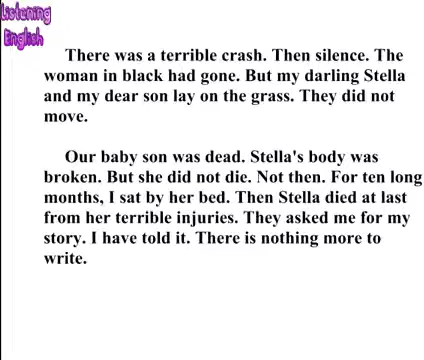 Listening
English
There was a terrible crash. Then silence. The
woman in black had gone. But my darling Stella
and my dear son lay on the grass. They did not
move.
Our baby son was dead. Stella's body was
broken. But she did not die. Not then. For ten long
months, I sat by her bed. Then Stella died at last
from her terrible injuries. They asked me for my
story. I have told it. There is nothing more to
write.